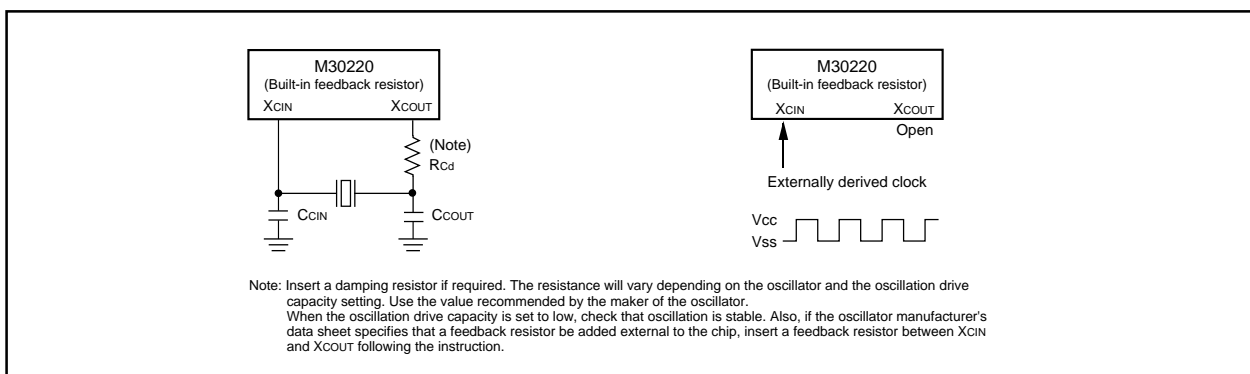 M30220
(Built-in feedback resistor)
XCIN XCOUT
(Note)
RCd
CCIN CCOUT
M30220
(Built-in feedback resistor)
XCIN XCOUT
Open
Externally derived clock
Vcc
Vss
Note: Insert a damping resistor if required. The resistance will vary depending on the oscillator and the oscillation drive
capacity setting. Use the value recommended by the maker of the oscillator.
When the oscillation drive capacity is set to low, check that oscillation is stable. Also, if the oscillator manufacturer's
data sheet specifies that a feedback resistor be added external to the chip, insert a feedback resistor between XCIN
and XCOUT following the instruction.